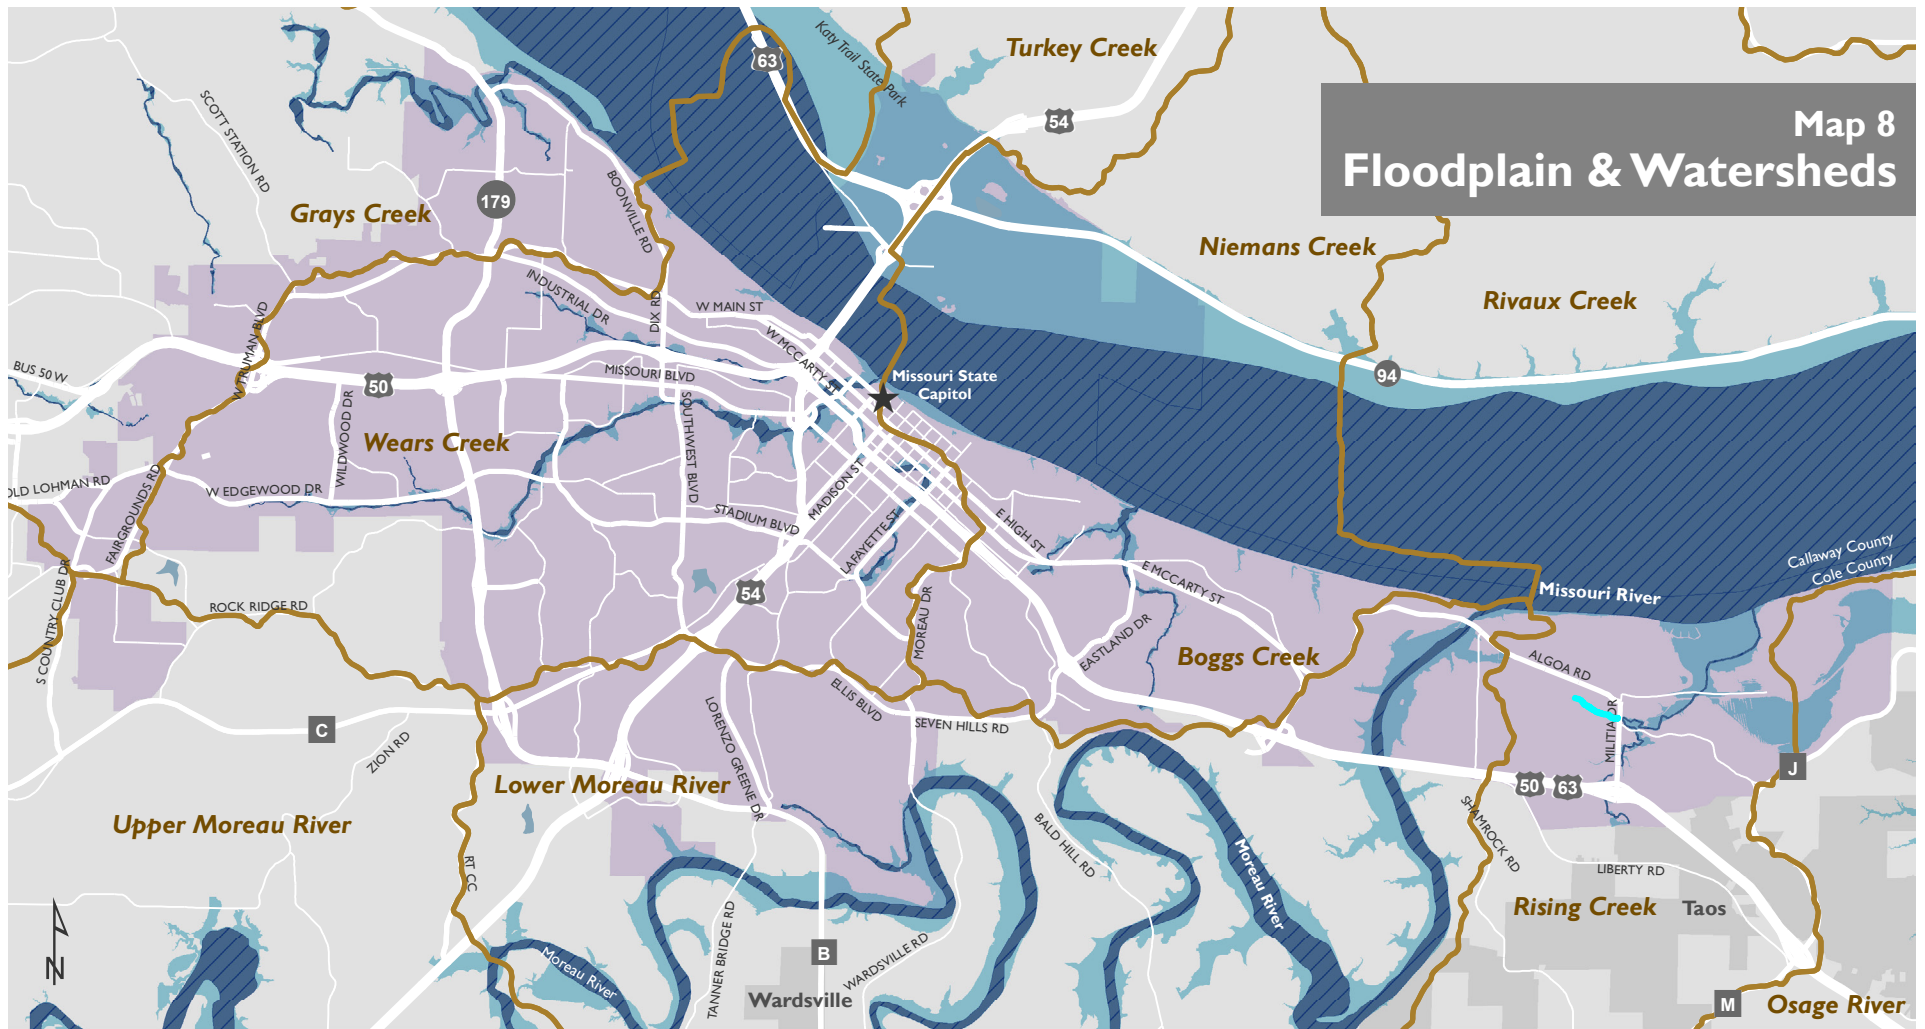 Map 8
Floodplain & Watersheds
63
Katy Trail State Park
Turkey Creek
54
SCOTT STATION RD
179
Grays Creek
BOONVILLE RD
Niemans Creek
Rivaux Creek
INDUSTRIAL DR
DIX RD
W MAIN ST
W MCCARTY ST
W TRUMAN BLVD
BUS 50 W
50
MISSOURI BLVD
Missouri State
Capitol
94
WILDWOOD DR
SOUTHWEST BLVD
Wears Creek
OLD LOHMAN RD
FAIRGROUNDS RD
W EDGEWOOD DR
MADISON ST
STADIUM BLVD
LAFAYETTE ST
E HIGH ST
Callaway County
Cole County
S COUNTRY CLUB DR
ROCK RIDGE RD
54
MOREAU DR
E MCCARTY ST
Missouri River
EASTLAND DR
Boggs Creek
ALGOA RD
ELLIS BLVD
SEVEN HILLS RD
LORENZO GREENE DR
MILITIA DR
C
ZION RD
J
Lower Moreau River
50
63
Upper Moreau River
RT CC
BALD HILL RD
Moreau River
SHAMROCK RD
LIBERTY RD
Rising Creek
Taos
N
TANNER BRIDGE RD
B
WARDSVILLE RD
Moreau River
Wardsville
M
Osage River